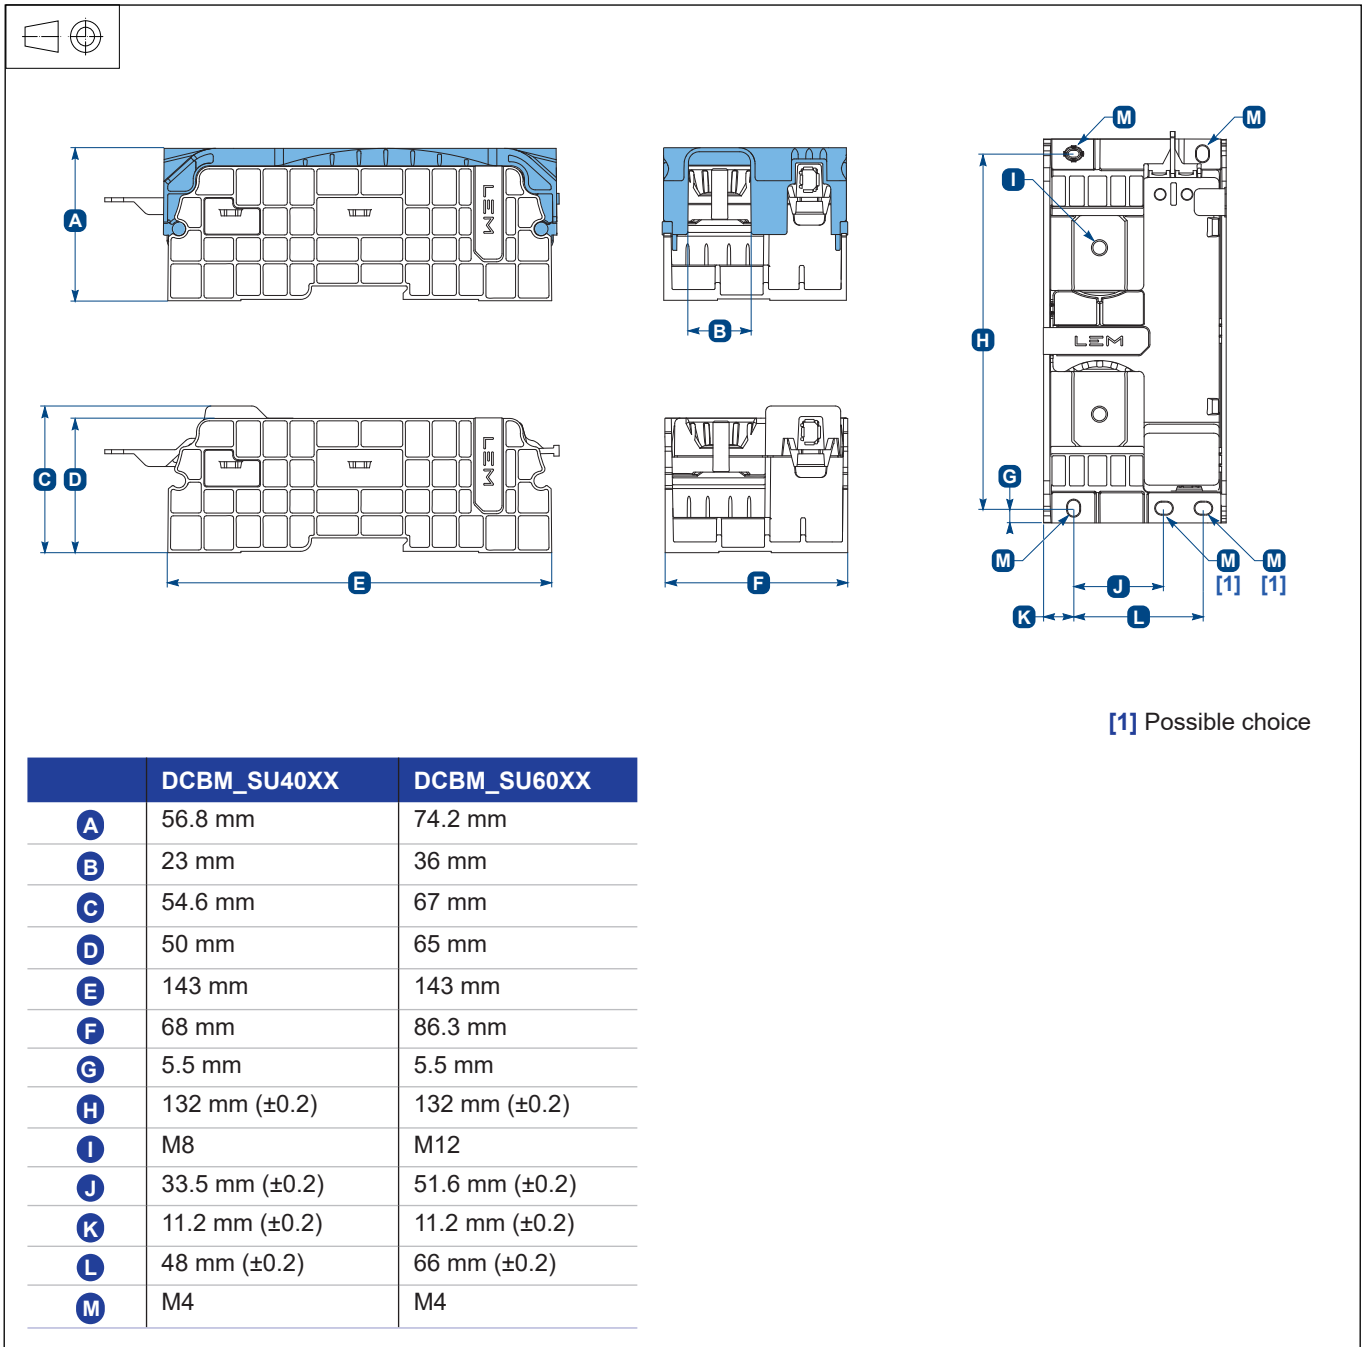 M M
I
A
LEM
B
H
LEM
C D
LEM
G
E
F
M M M
[1] [1]
J
K L
[1] Possible choice
DCBM_SU40XX DCBM_SU60XX
A 56.8 mm 74.2 mm
B 23 mm 36 mm
C 54.6 mm 67 mm
D 50 mm 65 mm
E 143 mm 143 mm
F 68 mm 86.3 mm
G 5.5 mm 5.5 mm
H 132 mm (±0.2) 132 mm (±0.2)
I M8 M12
J 33.5 mm (±0.2) 51.6 mm (±0.2)
K 11.2 mm (±0.2) 11.2 mm (±0.2)
L 48 mm (±0.2) 66 mm (±0.2)
M M4 M4